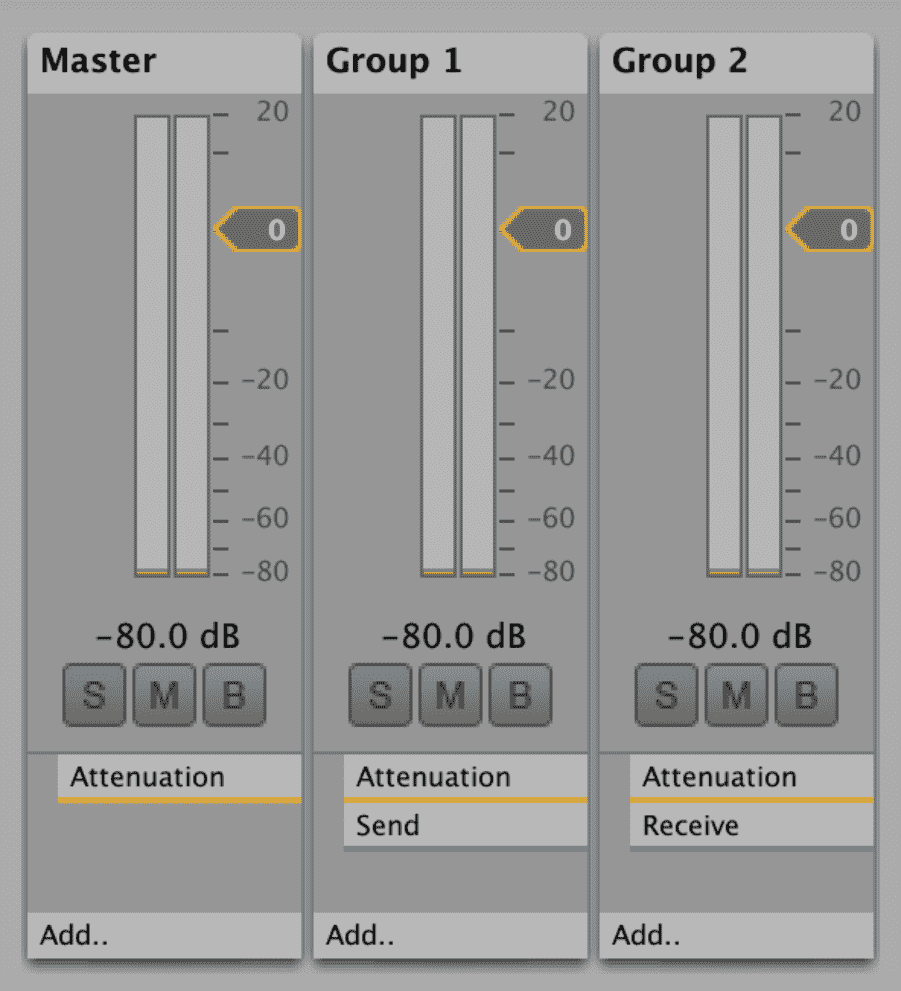 Master
20
0
-20
-40
-60
-80
-80.0 dB
S M B
Attenuation
Add..
Group 1
20
0
-20
-40
-60
-80
-80.0 dB
S M B
Attenuation
Send
Add..
Group 2
20
0
-20
-40
-60
-80
-80.0 dB
S M B
Attenuation
Receive
Add..